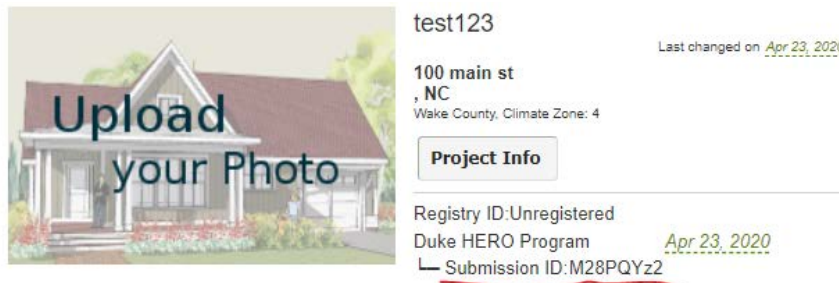 Upload
your Photo
test123
Last changed on Apr 23, 2020
100 main st
, NC
Wake County, Climate Zone: 4
Project Info
Registry ID:Unregistered
Duke HERO Program Apr 23, 2020
Submission ID:M28PQYz2